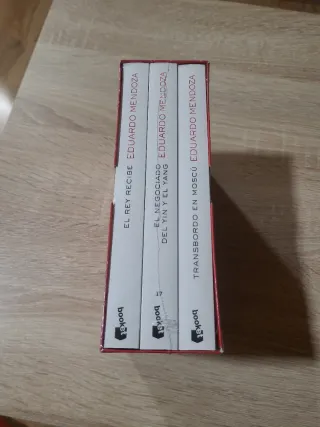 EL REY RECIBE EDUARDO MENDOZA
booket
EL NEGOCIADO
DEL YIN Y EL YANG EDUARDO MENDOZA
booket
TRANSBORDO EN MOSCÚ EDUARDO MENDOZA
booket